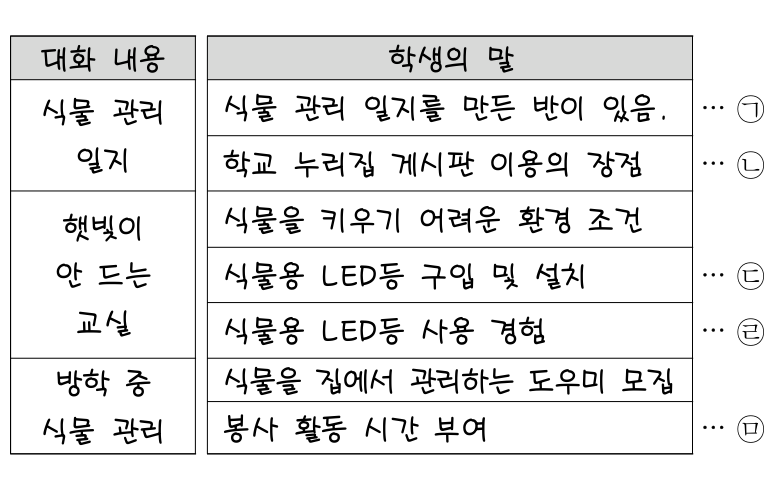 대화 내용
학생의 말
식물 관리
일지
식물 관리 일지를 만든 반이 있음. … ㉠
학교 누리집 게시판 이용의 장점 … ㉡
햇빛이
안 드는
교실
식물을 키우기 어려운 환경 조건
식물용 LED등 구입 및 설치 … ㉢
식물용 LED등 사용 경험 … ㉣
방학 중
식물 관리
식물을 집에서 관리하는 도우미 모집
봉사 활동 시간 부여 … ㉤